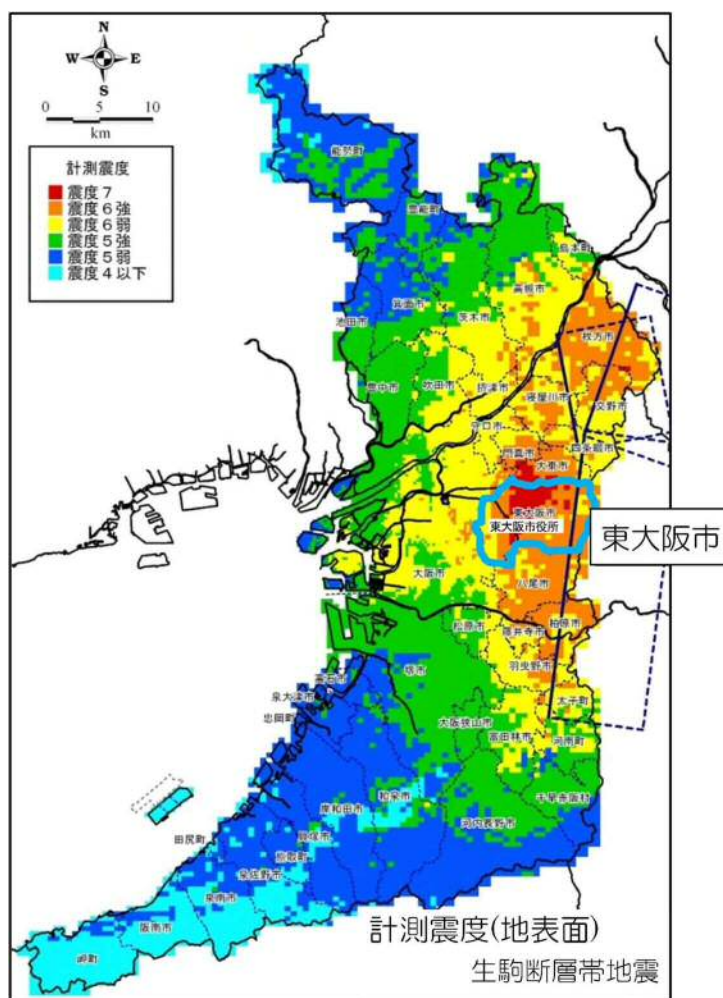 N
W E
S
0 5 10
km
計測震度
震度7
震度6強
震度6弱
震度5強
震度5弱
震度4以下
能勢町
豊能町
島本町
高槻市
箕面市
茨木市
池田市
枚方市
豊中市
吹田市
摂津市
寝屋川市
交野市
守口市
四条畷市
門真市
大東市
東大阪市
東大阪市役所
東大阪市
大阪市
八尾市
松原市
柏原市
藤井寺市
堺市
羽曳野市
高石市
泉大津市
太子町
忠岡町
大阪狭山市
富田林市
河南町
和泉市
千早赤阪村
岸和田市
河内長野市
貝塚市
田尻町
熊取町
泉佐野市
泉南市
阪南市
岬町
計測震度(地表面)
生駒断層帯地震